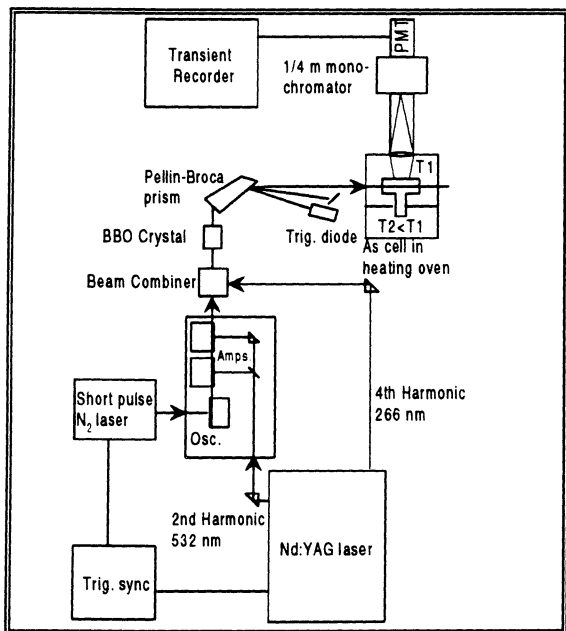 Transient
Recorder
PMT
1/4 m mono-
chromator
T1
T2<T1
As cell in
heating oven
Pellin-Broca
prism
Trig. diode
BBO Crystal
Beam Combiner
Amps
Osc.
Short pulse
N2 laser
4th Harmonic
266 nm
2nd Harmonic
532 nm
Nd:YAG laser
Trig. sync